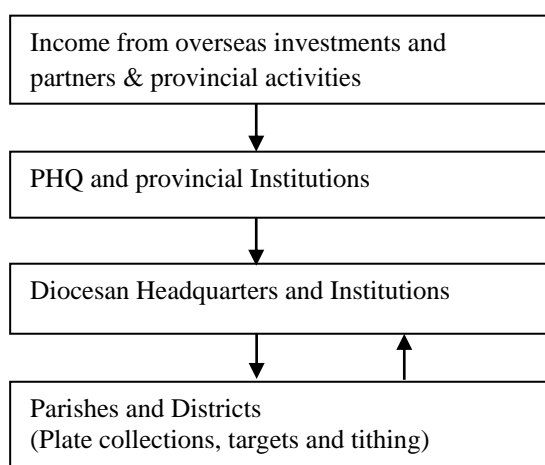 Income from overseas investments and
partners & provincial activities
PHQ and provincial Institutions
Diocesan Headquarters and Institutions
Parishes and Districts
(Plate collections, targets and tithing)